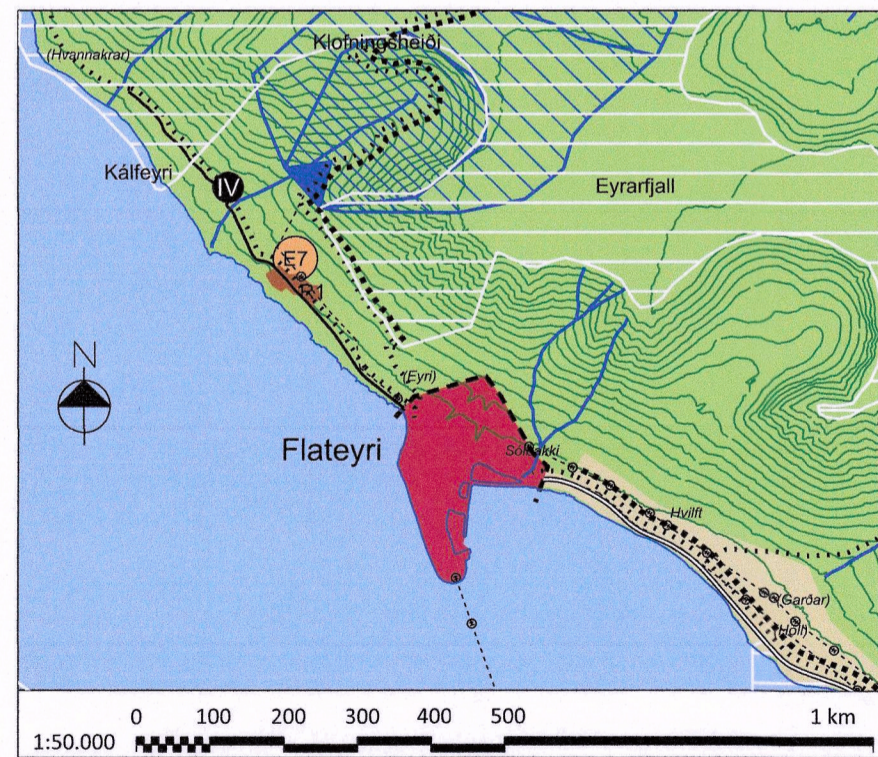 Klofningsheiði
(Hvannakrar)
Kálfeyri
IV
Eyrarfjall
E7
N
(Eyri)
Flateyri
Sólbakki
Hvilft
(Garðar)
(Hóll)
0 100 200 300 400 500 1 km
1:50.000